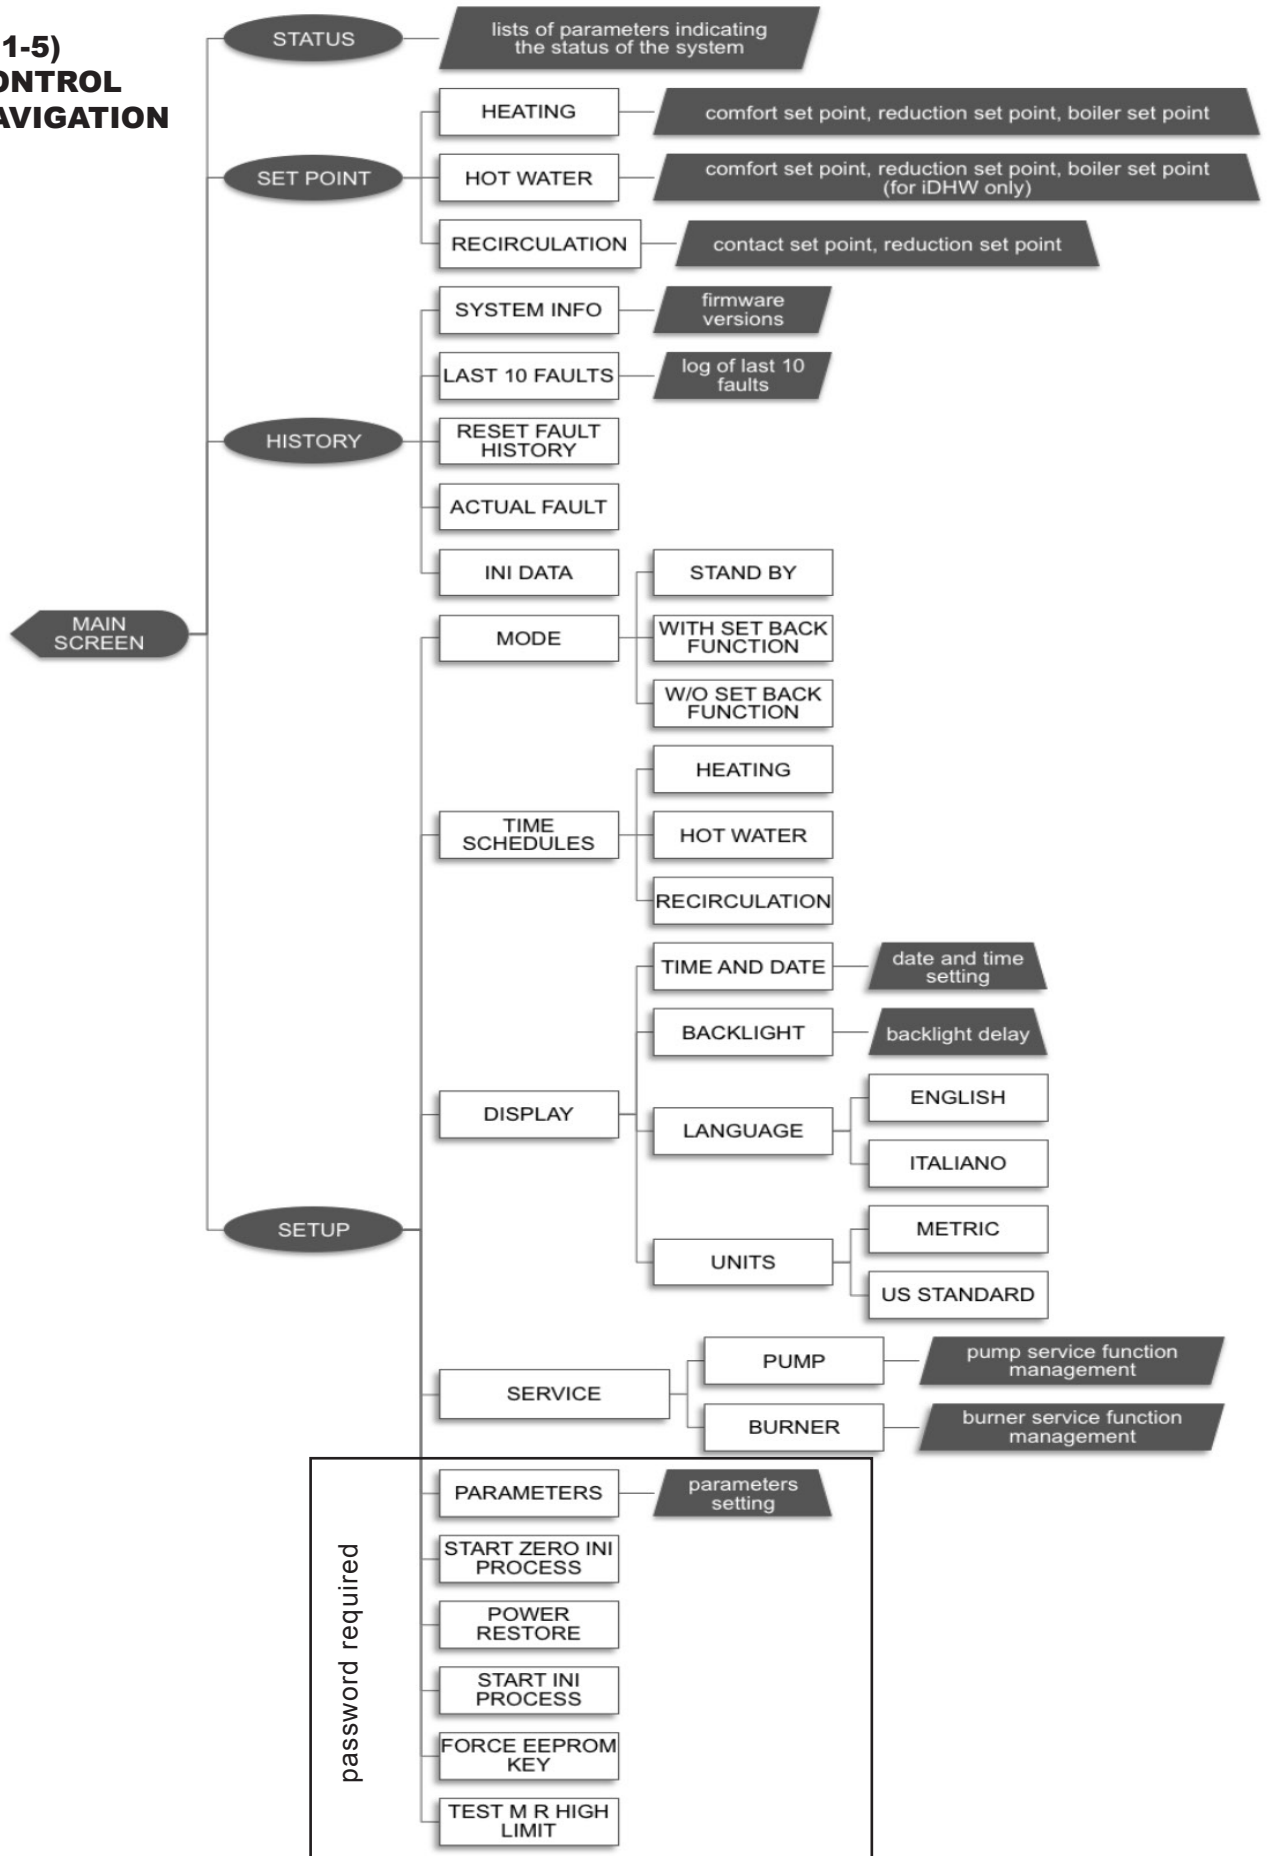 1-5)
ONTROL
AVIGATION
STATUS
lists of parameters indicating
the status of the system
SET POINT
HEATING
comfort set point, reduction set point, boiler set point
HOT WATER
comfort set point, reduction set point, boiler set point
(for iDHW only)
RECIRCULATION
contact set point, reduction set point
HISTORY
SYSTEM INFO
firmware
versions
LAST 10 FAULTS
log of last 10
faults
RESET FAULT
HISTORY
ACTUAL FAULT
INI DATA
MAIN
SCREEN
SETUP
MODE
STAND BY
WITH SET BACK
FUNCTION
W/O SET BACK
FUNCTION
TIME
SCHEDULES
HEATING
HOT WATER
RECIRCULATION
DISPLAY
TIME AND DATE
date and time
setting
BACKLIGHT
backlight delay
LANGUAGE
ENGLISH
ITALIANO
UNITS
METRIC
US STANDARD
SERVICE
PUMP
pump service function
management
BURNER
burner service function
management
password required
PARAMETERS
parameters
setting
START ZERO INI
PROCESS
POWER
RESTORE
START INI
PROCESS
FORCE EEPROM
KEY
TEST M R HIGH
LIMIT